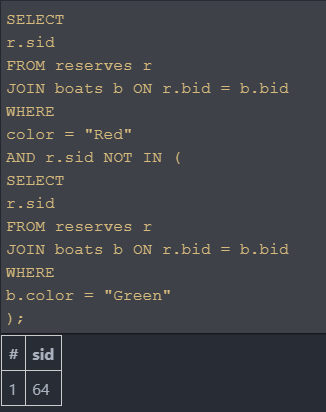 SELECT
r.sid
FROM reserves r
JOIN boats b ON r.bid = b.bid
WHERE
color = "Red"
AND r.sid NOT IN (
SELECT
r.sid
FROM reserves r
JOIN boats b ON r.bid = b.bid
WHERE
b.color = "Green"
);
# sid
1 64